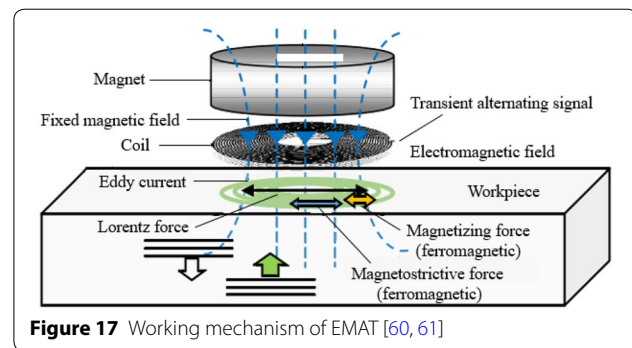 Magnet
Fixed magnetic field
Transient alternating signal
Coil
Electromagnetic field
Eddy current
Workpiece
Lorentz force
Magnetizing force
(ferromagnetic)
Magnetostrictive force
(ferromagnetic)
Figure 17 Working mechanism of EMAT [60, 61]